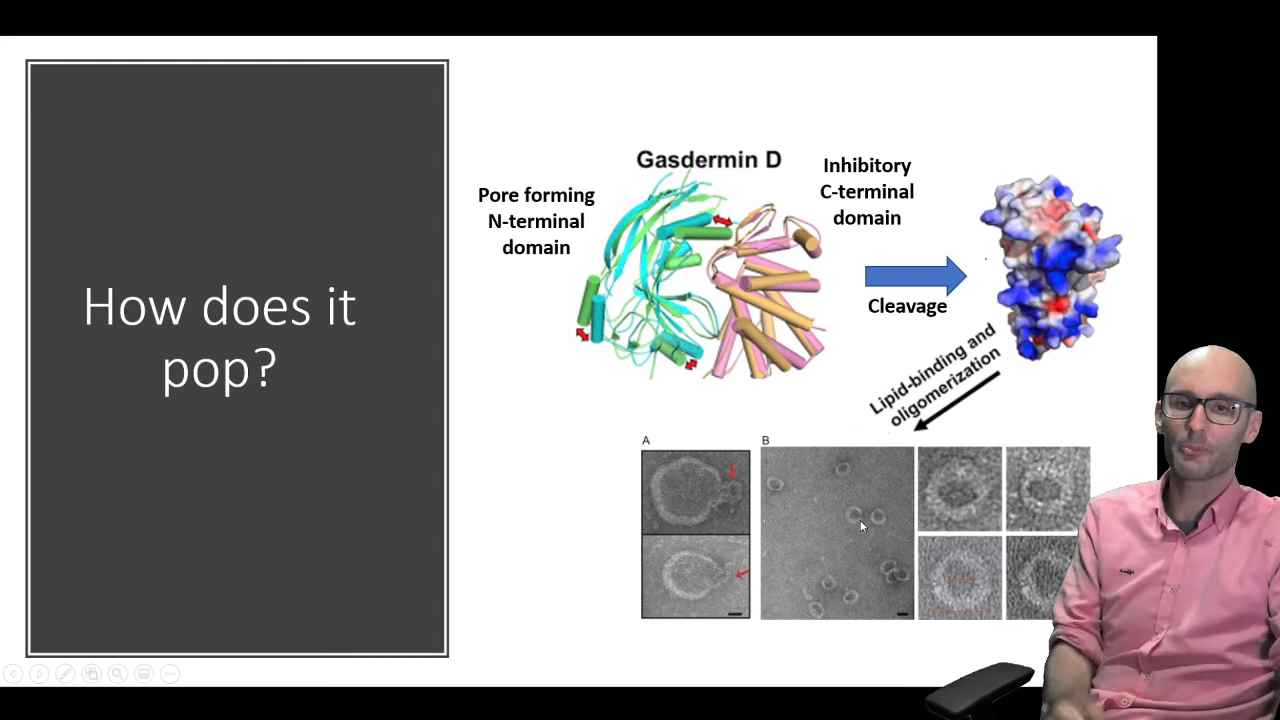 How does it
pop?
Gasdermin D
Pore forming
N-terminal
domain
Inhibitory
C-terminal
domain
Cleavage
Lipid-binding and
oligomerization
A
B